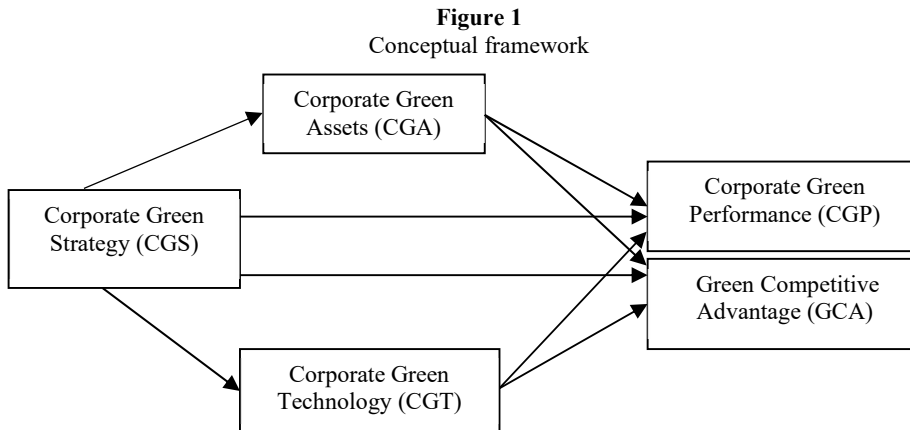 Figure 1
Conceptual framework
Corporate Green
Assets (CGA)
Corporate Green
Performance (CGP)
Corporate Green
Strategy (CGS)
Green Competitive
Advantage (GCA)
Corporate Green
Technology (CGT)